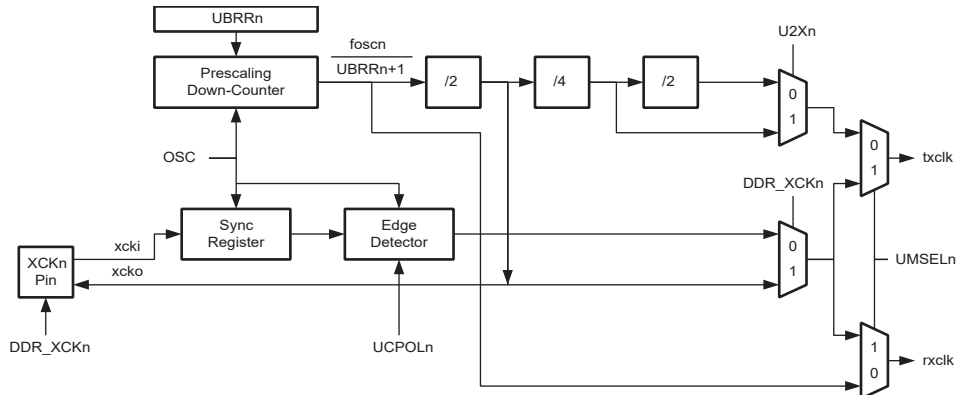 UBRRn
U2Xn
foscn
UBRRn+1
Prescaling
Down-Counter
/2
/4
/2
0
1
OSC
0
1
txclk
DDR_XCKn
xcki
Sync
Register
Edge
Detector
0
1
UMSELn
XCKn
Pin
xcko
DDR_XCKn
UCPOLn
1
0
rxclk